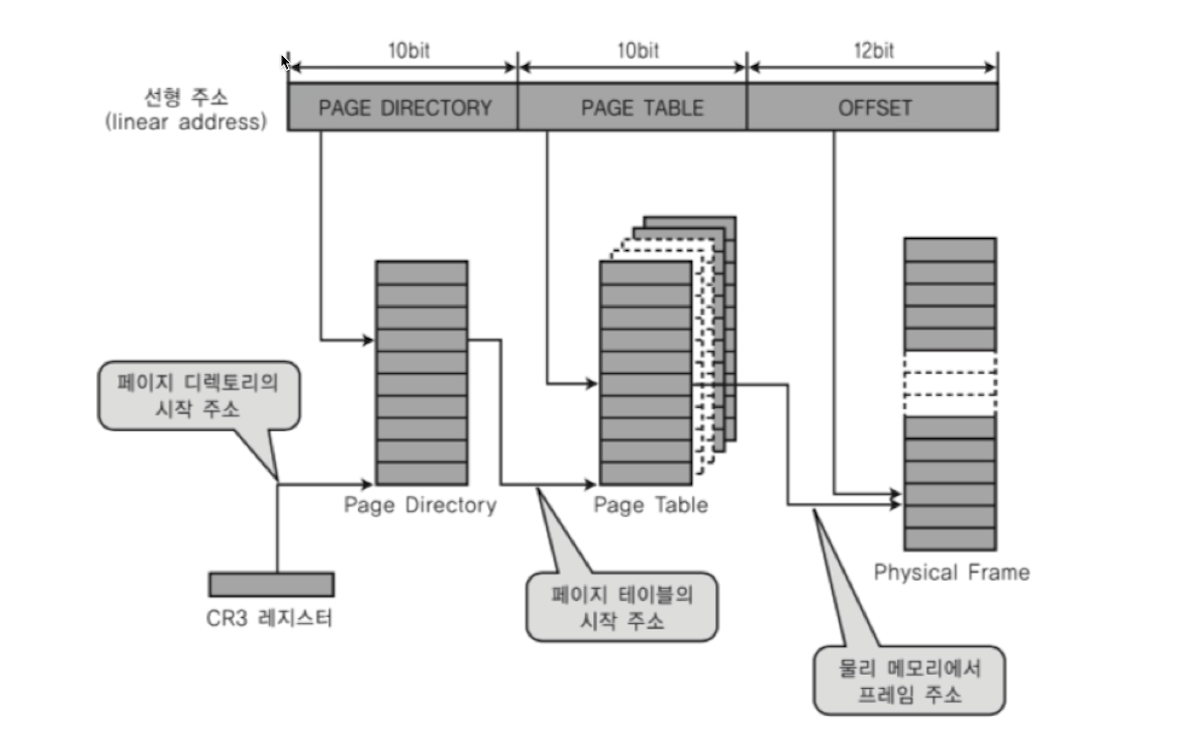 10bit
10bit
12bit
선형 주소
(linear address)
PAGE DIRECTORY
PAGE TABLE
OFFSET
페이지 디렉토리의
시작 주소
Page Directory
Page Table
CR3 레지스터
페이지 테이블의
시작 주소
Physical Frame
물리 메모리에서
프레임 주소